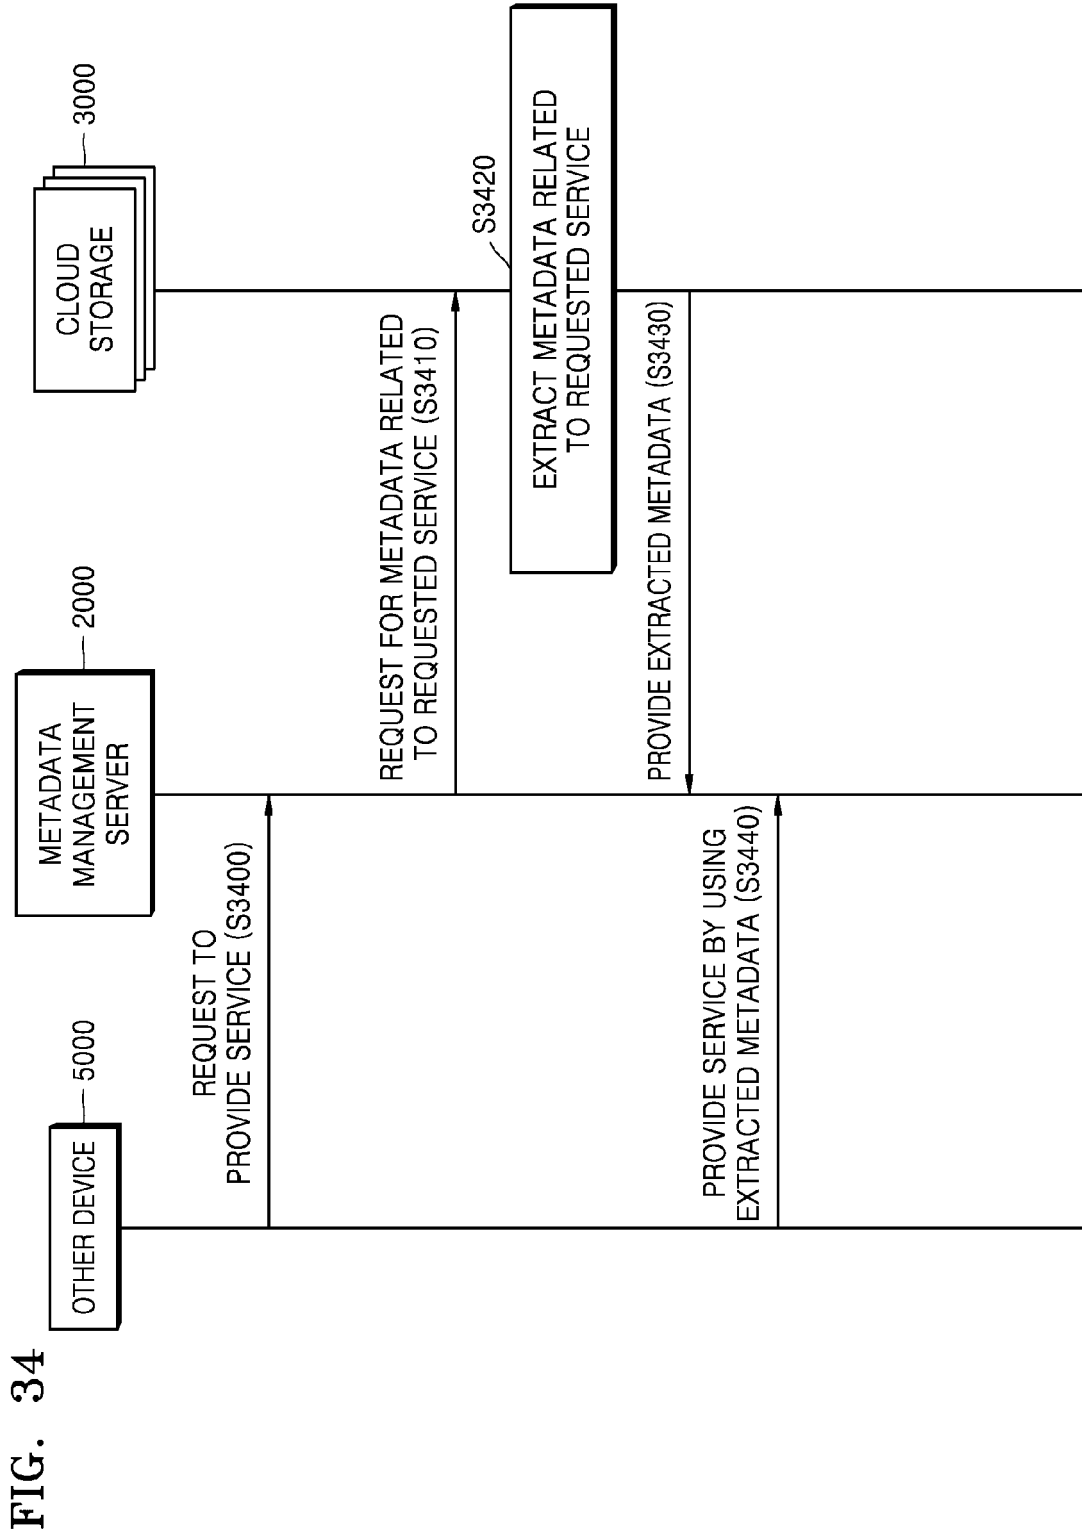 FIG. 34
OTHER DEVICE
5000
METADATA
MANAGEMENT
SERVER
2000
CLOUD
STORAGE
3000
REQUEST TO
PROVIDE SERVICE (S3400)
REQUEST FOR METADATA RELATED
TO REQUESTED SERVICE (S3410)
S3420
EXTRACT METADATA RELATED
TO REQUESTED SERVICE
PROVIDE EXTRACTED METADATA (S3430)
PROVIDE SERVICE BY USING
EXTRACTED METADATA (S3440)